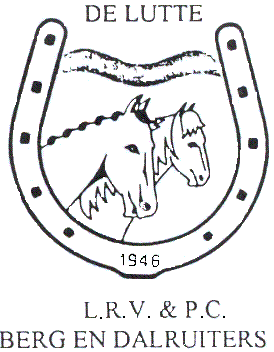 DE LUTTE
1946
L.R.V. & P.C.
BERG EN DALRUITERS